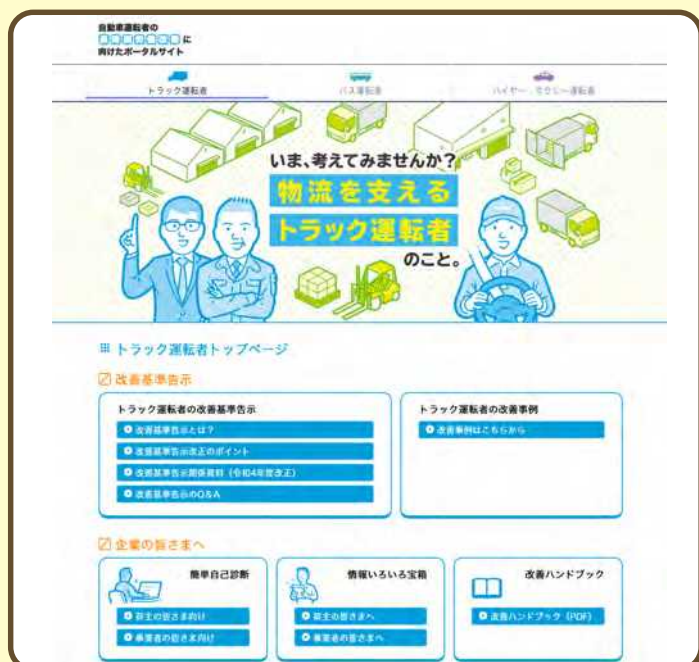 自動車運転者の
□□□□□□□に
向けたポータルサイト
トラック運転者
バス運転者
ハイヤー・タクシー運転者
いま、考えてみませんか？
物流を支える
トラック運転者
のこと。
トラック運転者トップページ
改善基準告示
トラック運転者の改善基準告示
改善基準告示とは？
改善基準告示改正のポイント
改善基準告示関係資料（令和4年度改正）
改善基準告示のQ&A
トラック運転者の改善事例
改善事例はこちらから
企業の皆さまへ
簡単自己診断
荷主の皆さま向け
事業者の皆さま向け
情報いろいろ宝箱
荷主の皆さまへ
事業者の皆さまへ
改善ハンドブック
改善ハンドブック（PDF）